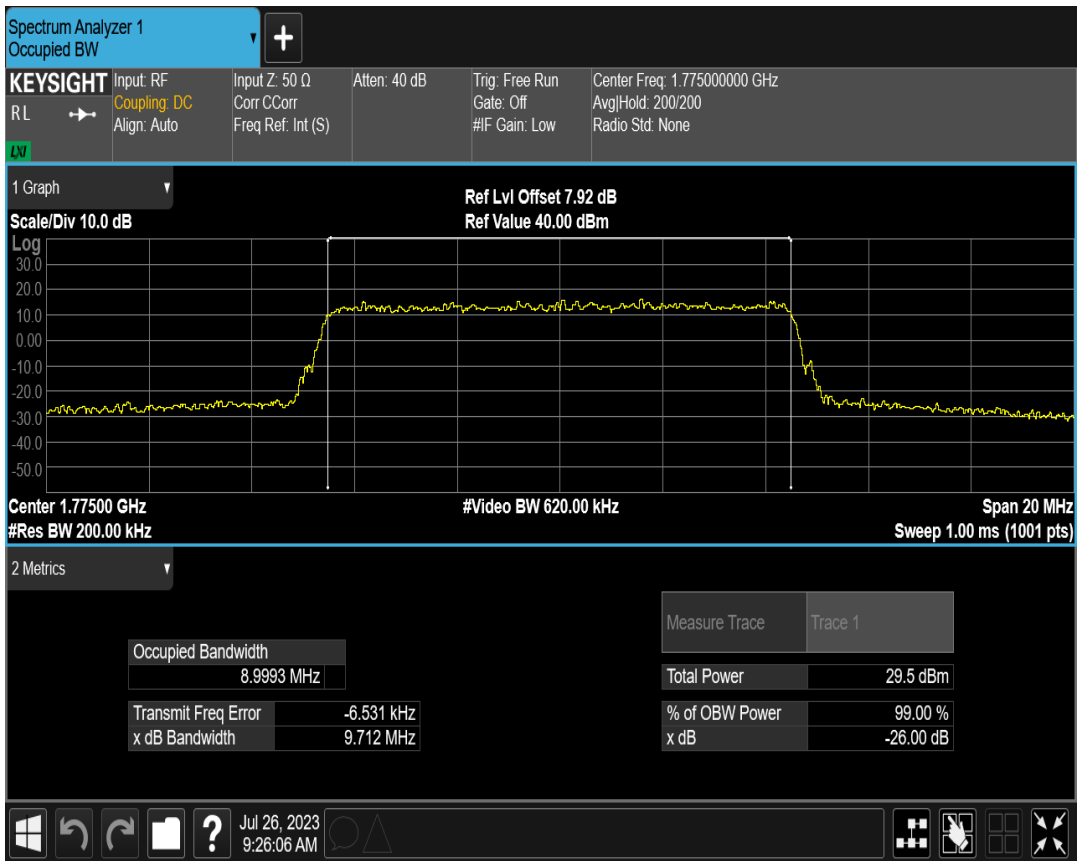 Spectrum Analyzer 1
Occupied BW
KEYSIGHT
RL
LXI
Input: RF
Coupling: DC
Align: Auto
Input Z: 50 Ω
Corr CCorr
Freq Ref: Int (S)
Atten: 40 dB
Trig: Free Run
Gate: Off
#IF Gain: Low
Center Freq: 1.775000000 GHz
Avg|Hold: 200/200
Radio Std: None
1 Graph
Scale/Div 10.0 dB
Ref Lvl Offset 7.92 dB
Ref Value 40.00 dBm
Log
30.0
20.0
10.0
0.00
-10.0
-20.0
-30.0
-40.0
-50.0
Center 1.77500 GHz
#Res BW 200.00 kHz
#Video BW 620.00 kHz
Span 20 MHz
Sweep 1.00 ms (1001 pts)
2 Metrics
Occupied Bandwidth
8.9993 MHz
Transmit Freq Error -6.531 kHz
x dB Bandwidth 9.712 MHz
Measure Trace Trace 1
Total Power 29.5 dBm
% of OBW Power 99.00 %
x dB -26.00 dB
?
Jul 26, 2023
9:26:06 AM